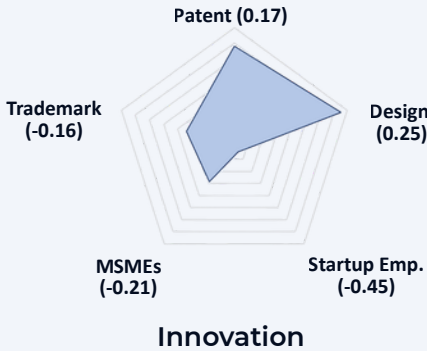 Patent (0.17)
Trademark
(-0.16)
Design
(0.25)
MSMEs
(-0.21)
Startup Emp.
(-0.45)
Innovation